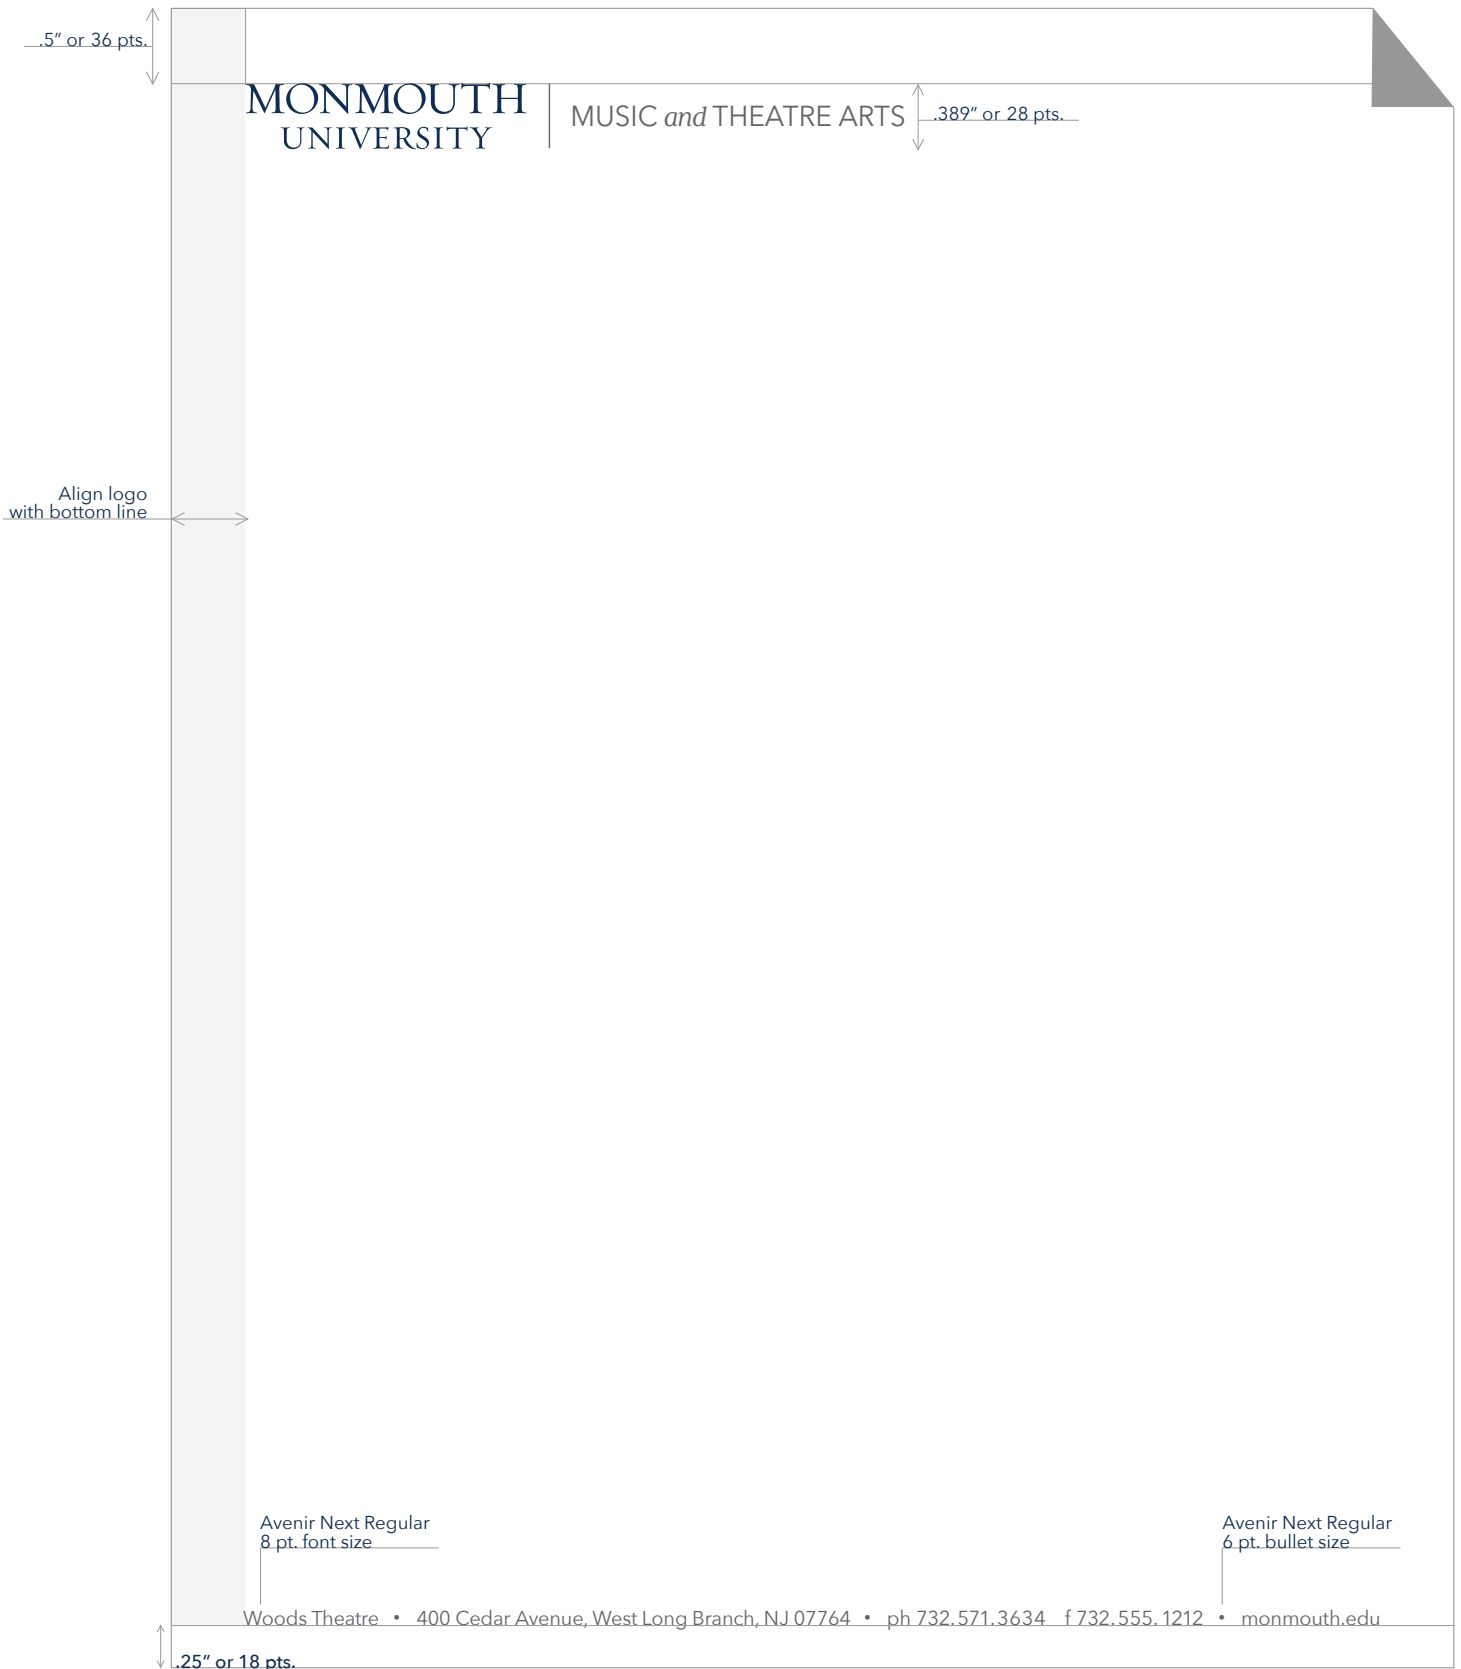 .5” or 36 pts.
MONMOUTH
UNIVERSITY
MUSIC and THEATRE ARTS
.389” or 28 pts.
Align logo
with bottom line
Avenir Next Regular
8 pt. font size
Avenir Next Regular
6 pt. bullet size
Woods Theatre • 400 Cedar Avenue, West Long Branch, NJ 07764 • ph 732.571.3634 f 732.555.1212 • monmouth.edu
.25” or 18 pts.